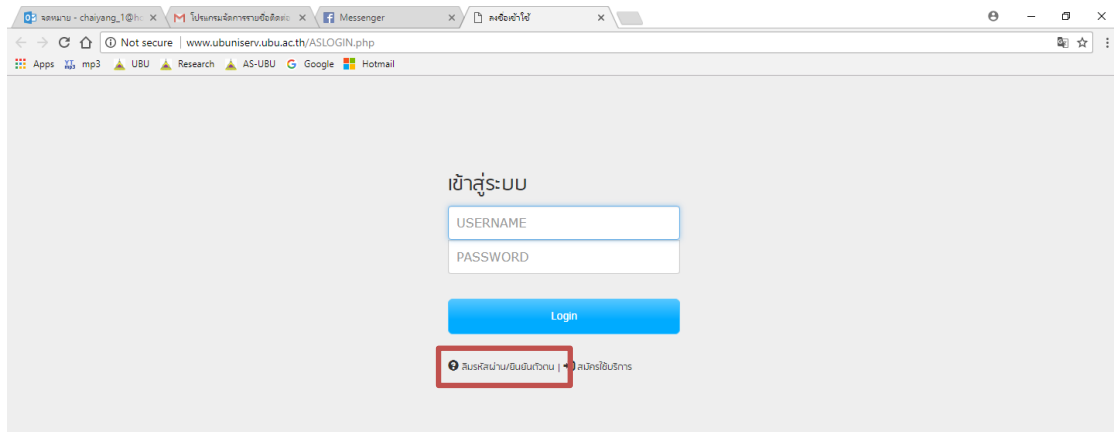 จดหมาย - chaiyang_1@ho
โปรแกรมจัดการรายชื่อติดต่อ
Messenger
ลงชื่อเข้าใช้
Not secure | www.ubuniserv.ubu.ac.th/ASLOGIN.php
Apps mp3 UBU Research AS-UBU Google Hotmail
เข้าสู่ระบบ
USERNAME
PASSWORD
Login
ลืมรหัสผ่าน/ยืนยันตัวตน | สมัครใช้บริการ